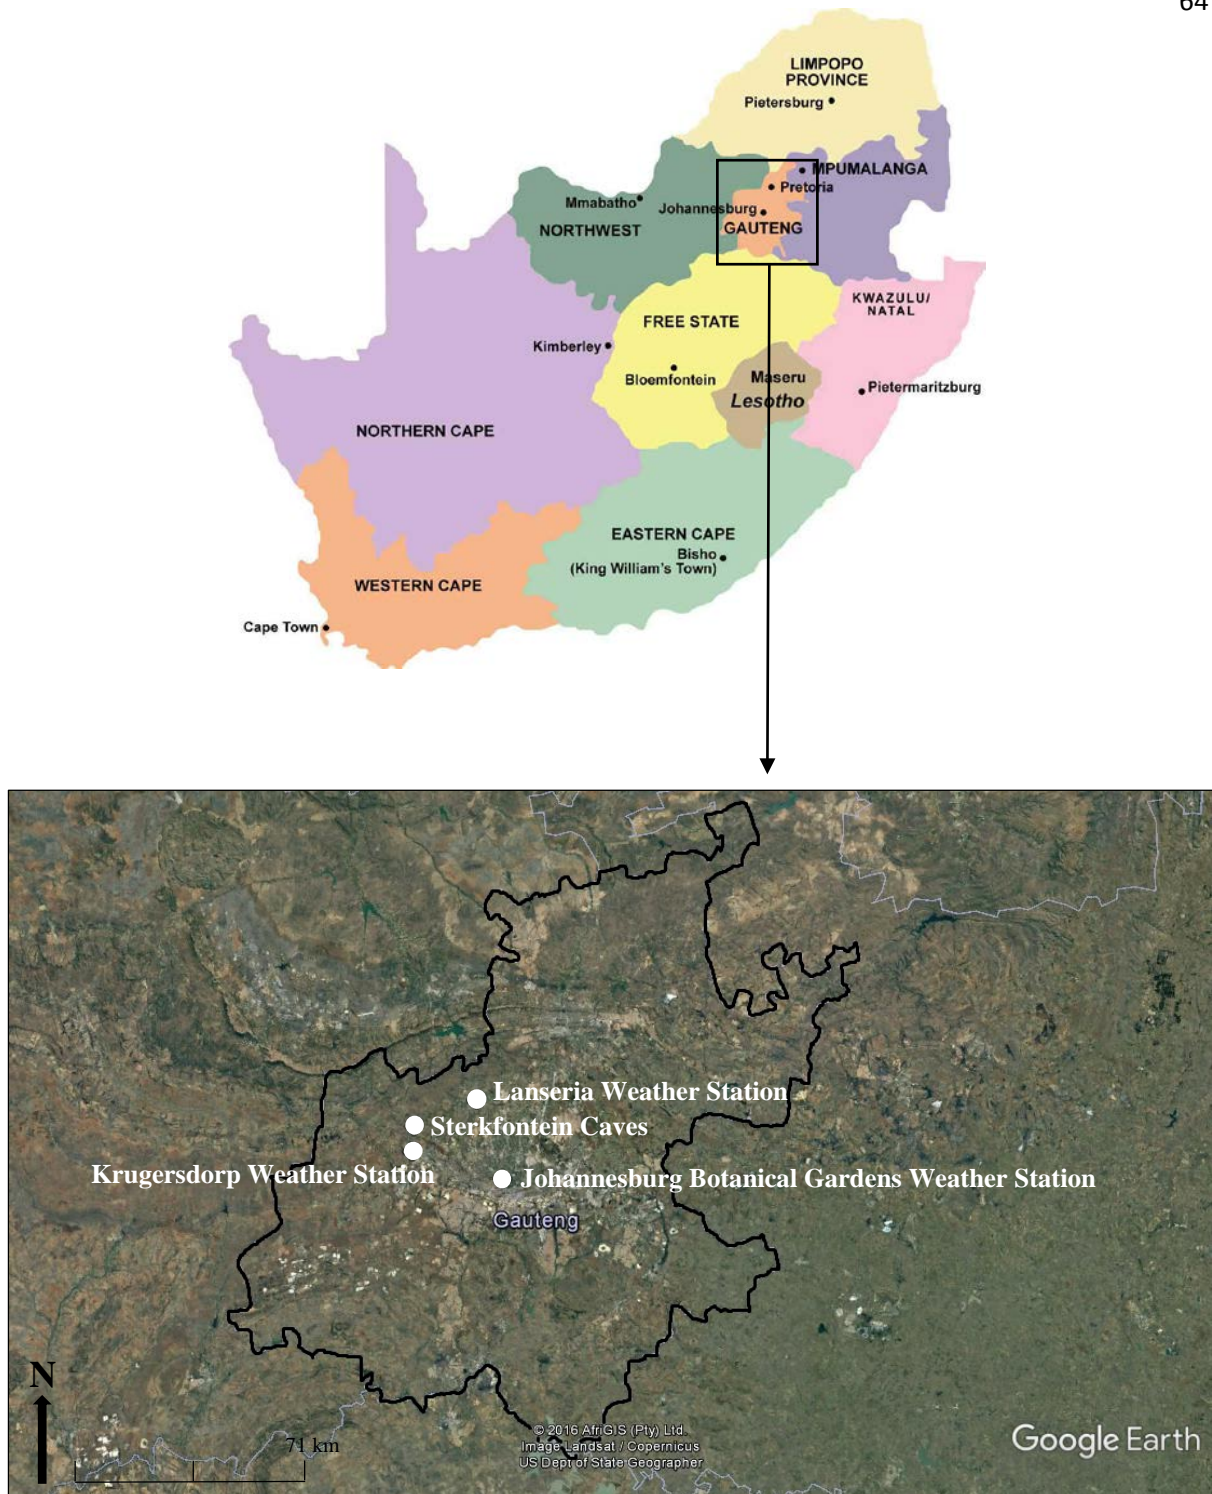 64
LIMPOPO
PROVINCE
Pietersburg
MPUMALANGA
Pretoria
Mmabatho
Johannesburg
NORTHWEST
GAUTENG
KWAZULU/
NATAL
FREE STATE
Kimberley
Bloemfontein
Maseru
Lesotho
Pietermaritzburg
NORTHERN CAPE
EASTERN CAPE
Bisho
(King William's Town)
WESTERN CAPE
Cape Town
Lanseria Weather Station
Sterkfontein Caves
Krugersdorp Weather Station
Johannesburg Botanical Gardens Weather Station
Gauteng
N
71 km
© 2016 AfriGIS (Pty) Ltd.
Image Landsat / Copernicus
US Dept of State Geographer
Google Earth